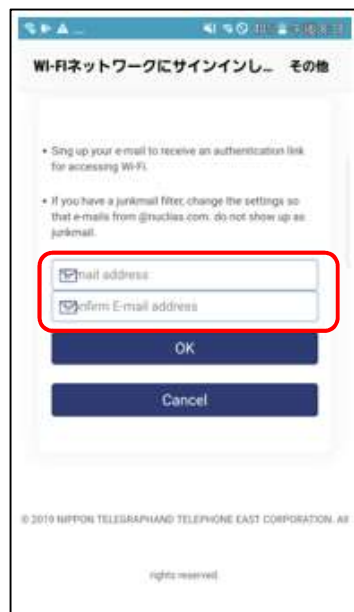 Wi-Fiネットワークにサインインし... その他
• Sing up your e-mail to receive an authentication link
for accessing Wi-Fi.
• If you have a junkmail filter, change the settings so
that e-mails from @nuclias.com. do not show up as
junkmail.
mail address
nfirm E-mail address
OK
Cancel
© 2019 NIPPON TELEGRAPHAND TELEPHONE EAST CORPORATION. All
rights reserved.